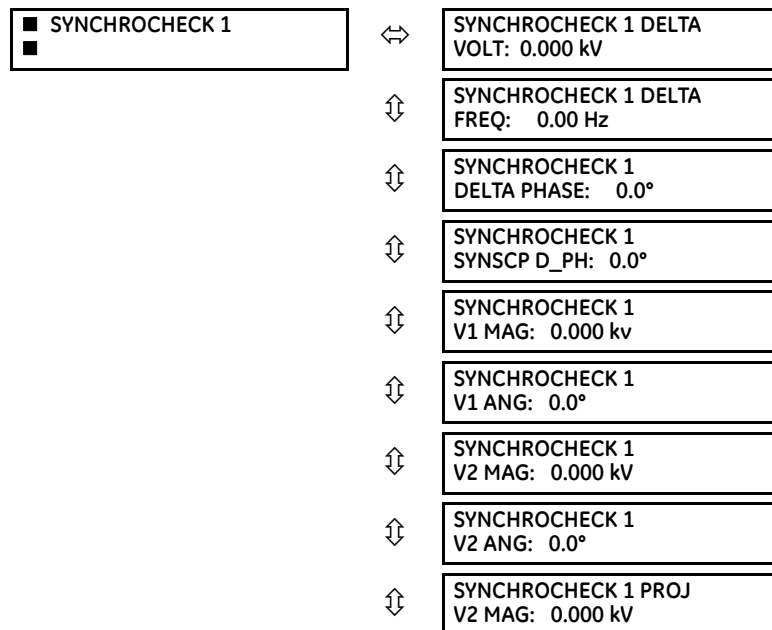 ■ SYNCHROCHECK 1
■
SYNCHROCHECK 1 DELTA
VOLT: 0.000 kV
SYNCHROCHECK 1 DELTA
FREQ: 0.00 Hz
SYNCHROCHECK 1
DELTA PHASE: 0.0°
SYNCHROCHECK 1
SYNSCP D_PH: 0.0°
SYNCHROCHECK 1
V1 MAG: 0.000 kv
SYNCHROCHECK 1
V1 ANG: 0.0°
SYNCHROCHECK 1
V2 MAG: 0.000 kV
SYNCHROCHECK 1
V2 ANG: 0.0°
SYNCHROCHECK 1 PROJ
V2 MAG: 0.000 kV